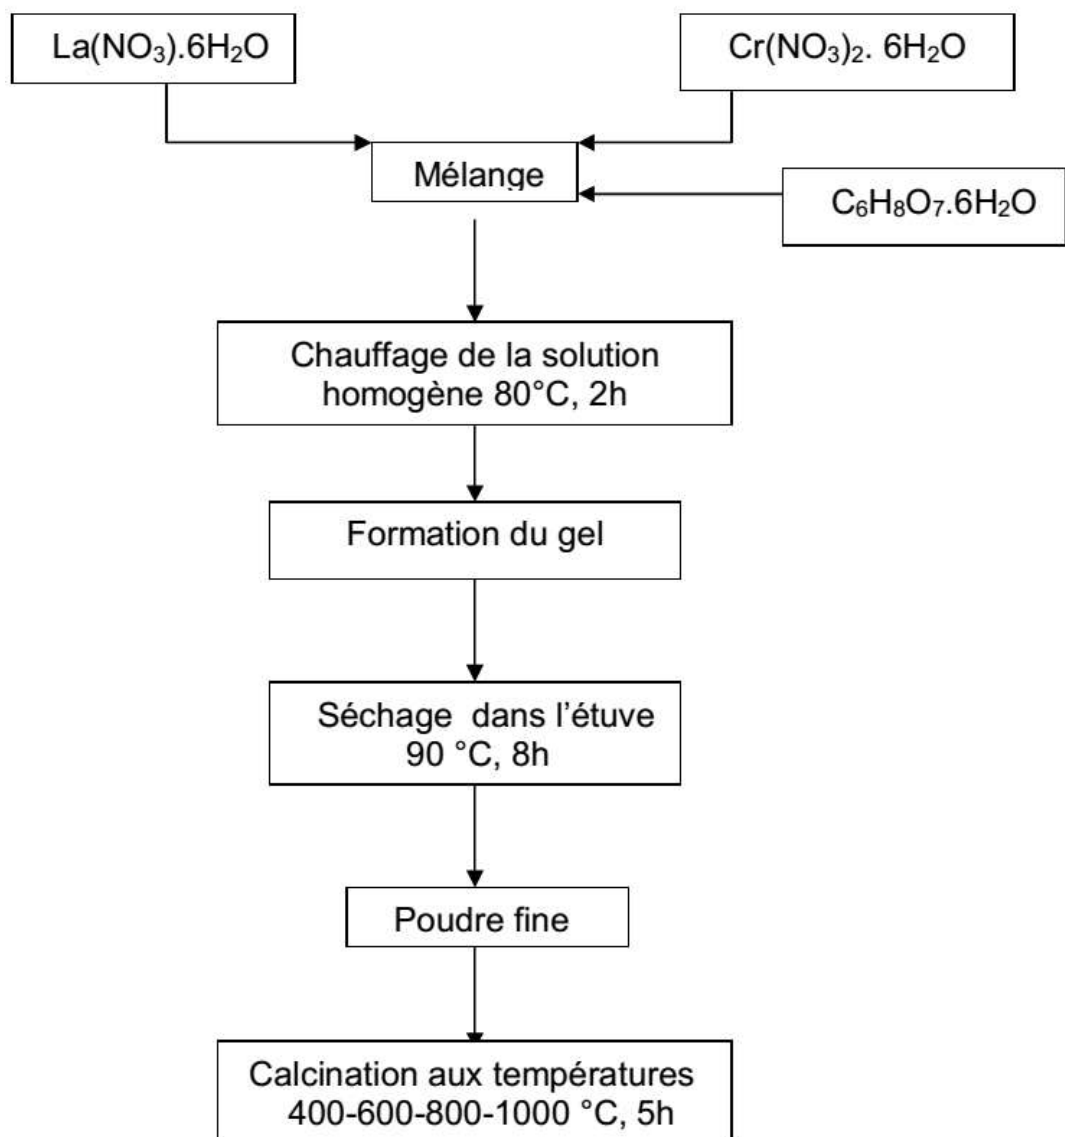 La(NO₃).6H₂O
Cr(NO₃)₂. 6H₂O
Mélange
C₆H₈O₇.6H₂O
Chauffage de la solution
homogène 80°C, 2h
Formation du gel
Séchage dans l’étuve
90 °C, 8h
Poudre fine
Calcination aux températures
400-600-800-1000 °C, 5h